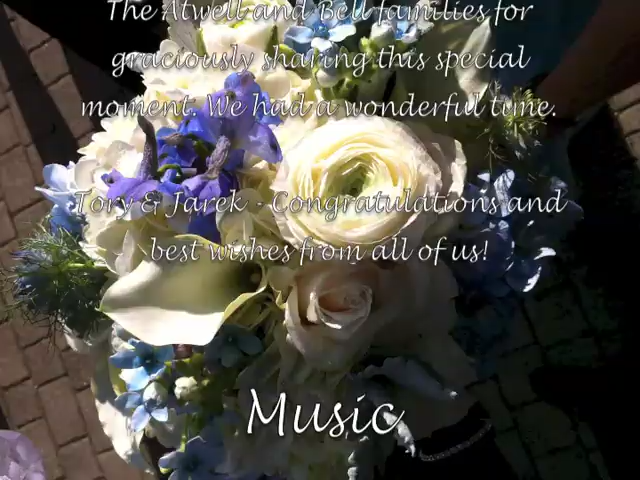 The Atwell and Bell families for
graciously sharing this special
moment. We had a wonderful time.
Tory & Jarek - Congratulations and
best wishes from all of us!
Music